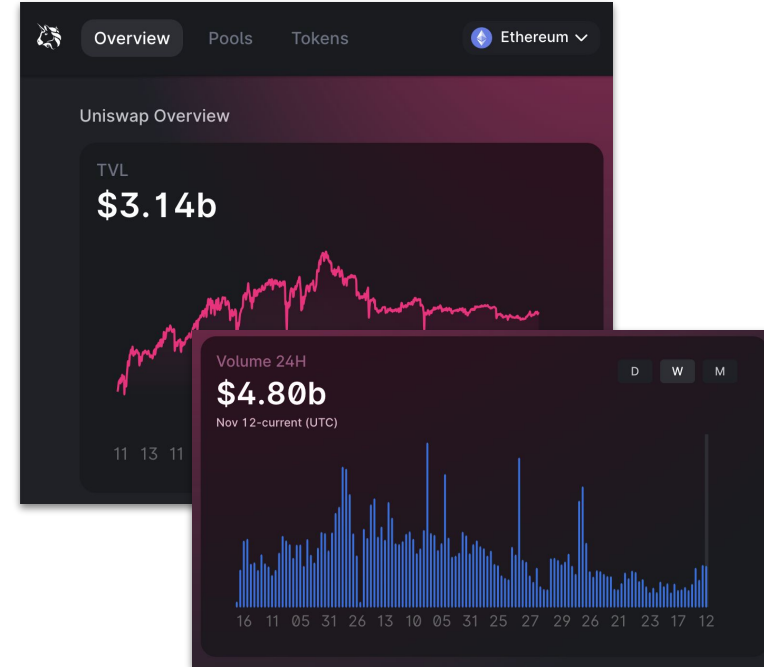 Overview Pools Tokens Ethereum
Uniswap Overview
TVL
$3.14b
11 13 11
Volume 24H
$4.80b
D W M
Nov 12-current (UTC)
16 11 05 31 26 13 10 05 31 25 27 29 26 21 23 17 12